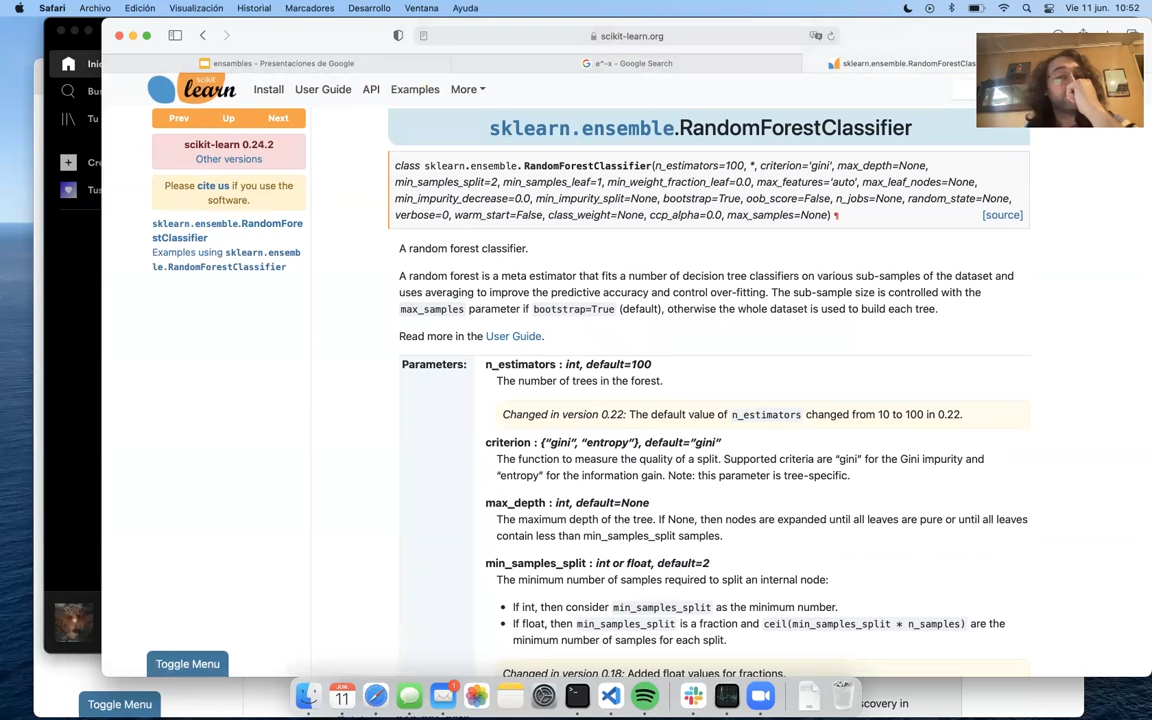 Safari Archivo Edición Visualización Historial Marcadores Desarrollo Ventana Ayuda
Vie 11 jun. 10:52
scikit-learn.org
ensambles - Presentaciones de Google
e^-x - Google Search
sklearn.ensemble.RandomForestClas
Inic
Bus
Tu
Cre
Tus
scikit
learn
Install User Guide API Examples More
Prev Up Next
scikit-learn 0.24.2
Other versions
Please cite us if you use the
software.
sklearn.ensemble.RandomFore
stClassifier
Examples using sklearn.ensemb
le.RandomForestClassifier
sklearn.ensemble.RandomForestClassifier
class sklearn.ensemble.RandomForestClassifier(n_estimators=100, *, criterion='gini', max_depth=None,
min_samples_split=2, min_samples_leaf=1, min_weight_fraction_leaf=0.0, max_features='auto', max_leaf_nodes=None,
min_impurity_decrease=0.0, min_impurity_split=None, bootstrap=True, oob_score=False, n_jobs=None, random_state=None,
verbose=0, warm_start=False, class_weight=None, ccp_alpha=0.0, max_samples=None) ¶ [source]
A random forest classifier.
A random forest is a meta estimator that fits a number of decision tree classifiers on various sub-samples of the dataset and
uses averaging to improve the predictive accuracy and control over-fitting. The sub-sample size is controlled with the
max_samples parameter if bootstrap=True (default), otherwise the whole dataset is used to build each tree.
Read more in the User Guide.
Parameters:
n_estimators : int, default=100
The number of trees in the forest.
Changed in version 0.22: The default value of n_estimators changed from 10 to 100 in 0.22.
criterion : {“gini”, “entropy”}, default=”gini”
The function to measure the quality of a split. Supported criteria are “gini” for the Gini impurity and
“entropy” for the information gain. Note: this parameter is tree-specific.
max_depth : int, default=None
The maximum depth of the tree. If None, then nodes are expanded until all leaves are pure or until all leaves
contain less than min_samples_split samples.
min_samples_split : int or float, default=2
The minimum number of samples required to split an internal node:
• If int, then consider min_samples_split as the minimum number.
• If float, then min_samples_split is a fraction and ceil(min_samples_split * n_samples) are the
minimum number of samples for each split.
Changed in version 0.18: Added float values for fractions.
Toggle Menu
Toggle Menu
JUN.
11
1
scovery in